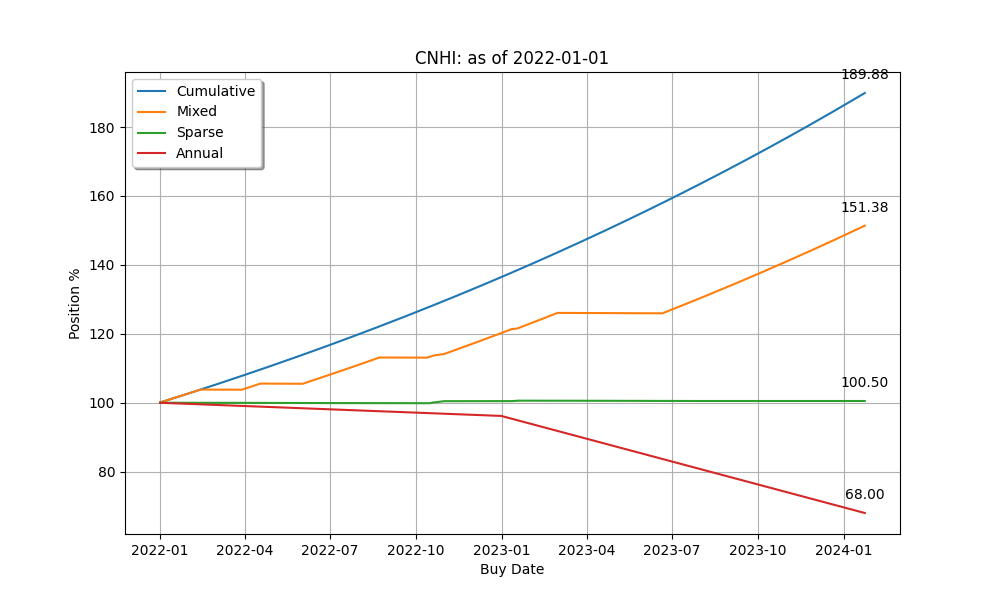 CNHI: as of 2022-01-01
189.88
Cumulative
Mixed
Sparse
Annual
151.38
100.50
68.00
180
160
140
120
100
80
Position %
2022-01 2022-04 2022-07 2022-10 2023-01 2023-04 2023-07 2023-10 2024-01
Buy Date